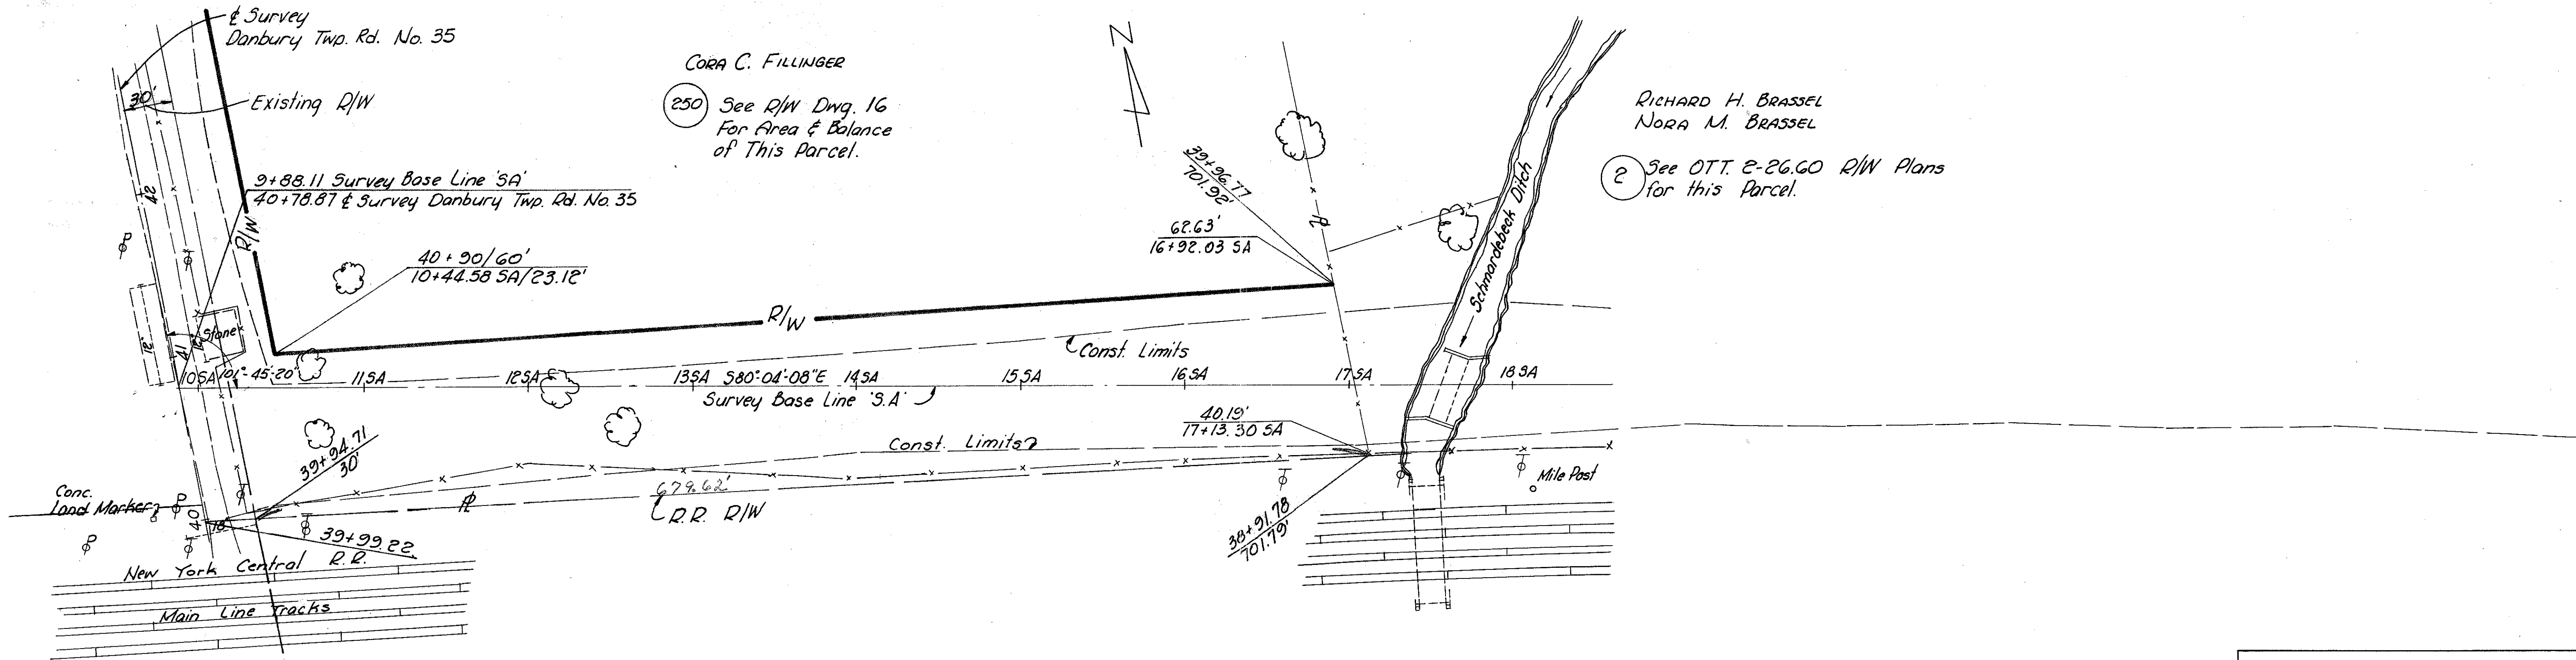 ℄ Survey
Danbury Twp. Rd. No. 35
30'
Existing R/W
CORA C. FILLINGER
250
See R/W Dwg. 16
For Area & Balance
of This Parcel.
N
RICHARD H. BRASSEL
NORA M. BRASSEL
2
See OTT. 2-26.60 R/W Plans
for this Parcel.
9+88.11 Survey Base Line 'SA'
40+78.87 ℄ Survey Danbury Twp. Rd. No. 35
42
R/W
40+90/60'
10+44.58 SA/23.12'
39+96.77
701.92'
62.63'
16+92.03 SA
Schmardebeck Ditch
R/W
Stone
12'
41
12'
Const. Limits
10SA
101°-45'-20"
11SA
12SA
13SA
S80°-04'-08"E
14SA
15SA
16SA
17SA
18SA
Survey Base Line 'S.A'
40.19'
17+13.30 SA
Const. Limits
39+94.71
30'
679.62'
R.R. R/W
Mile Post
Conc.
Land Marker
40
18'
39+99.22
38+91.78
701.79'
New York Central R.R.
Main Line Tracks